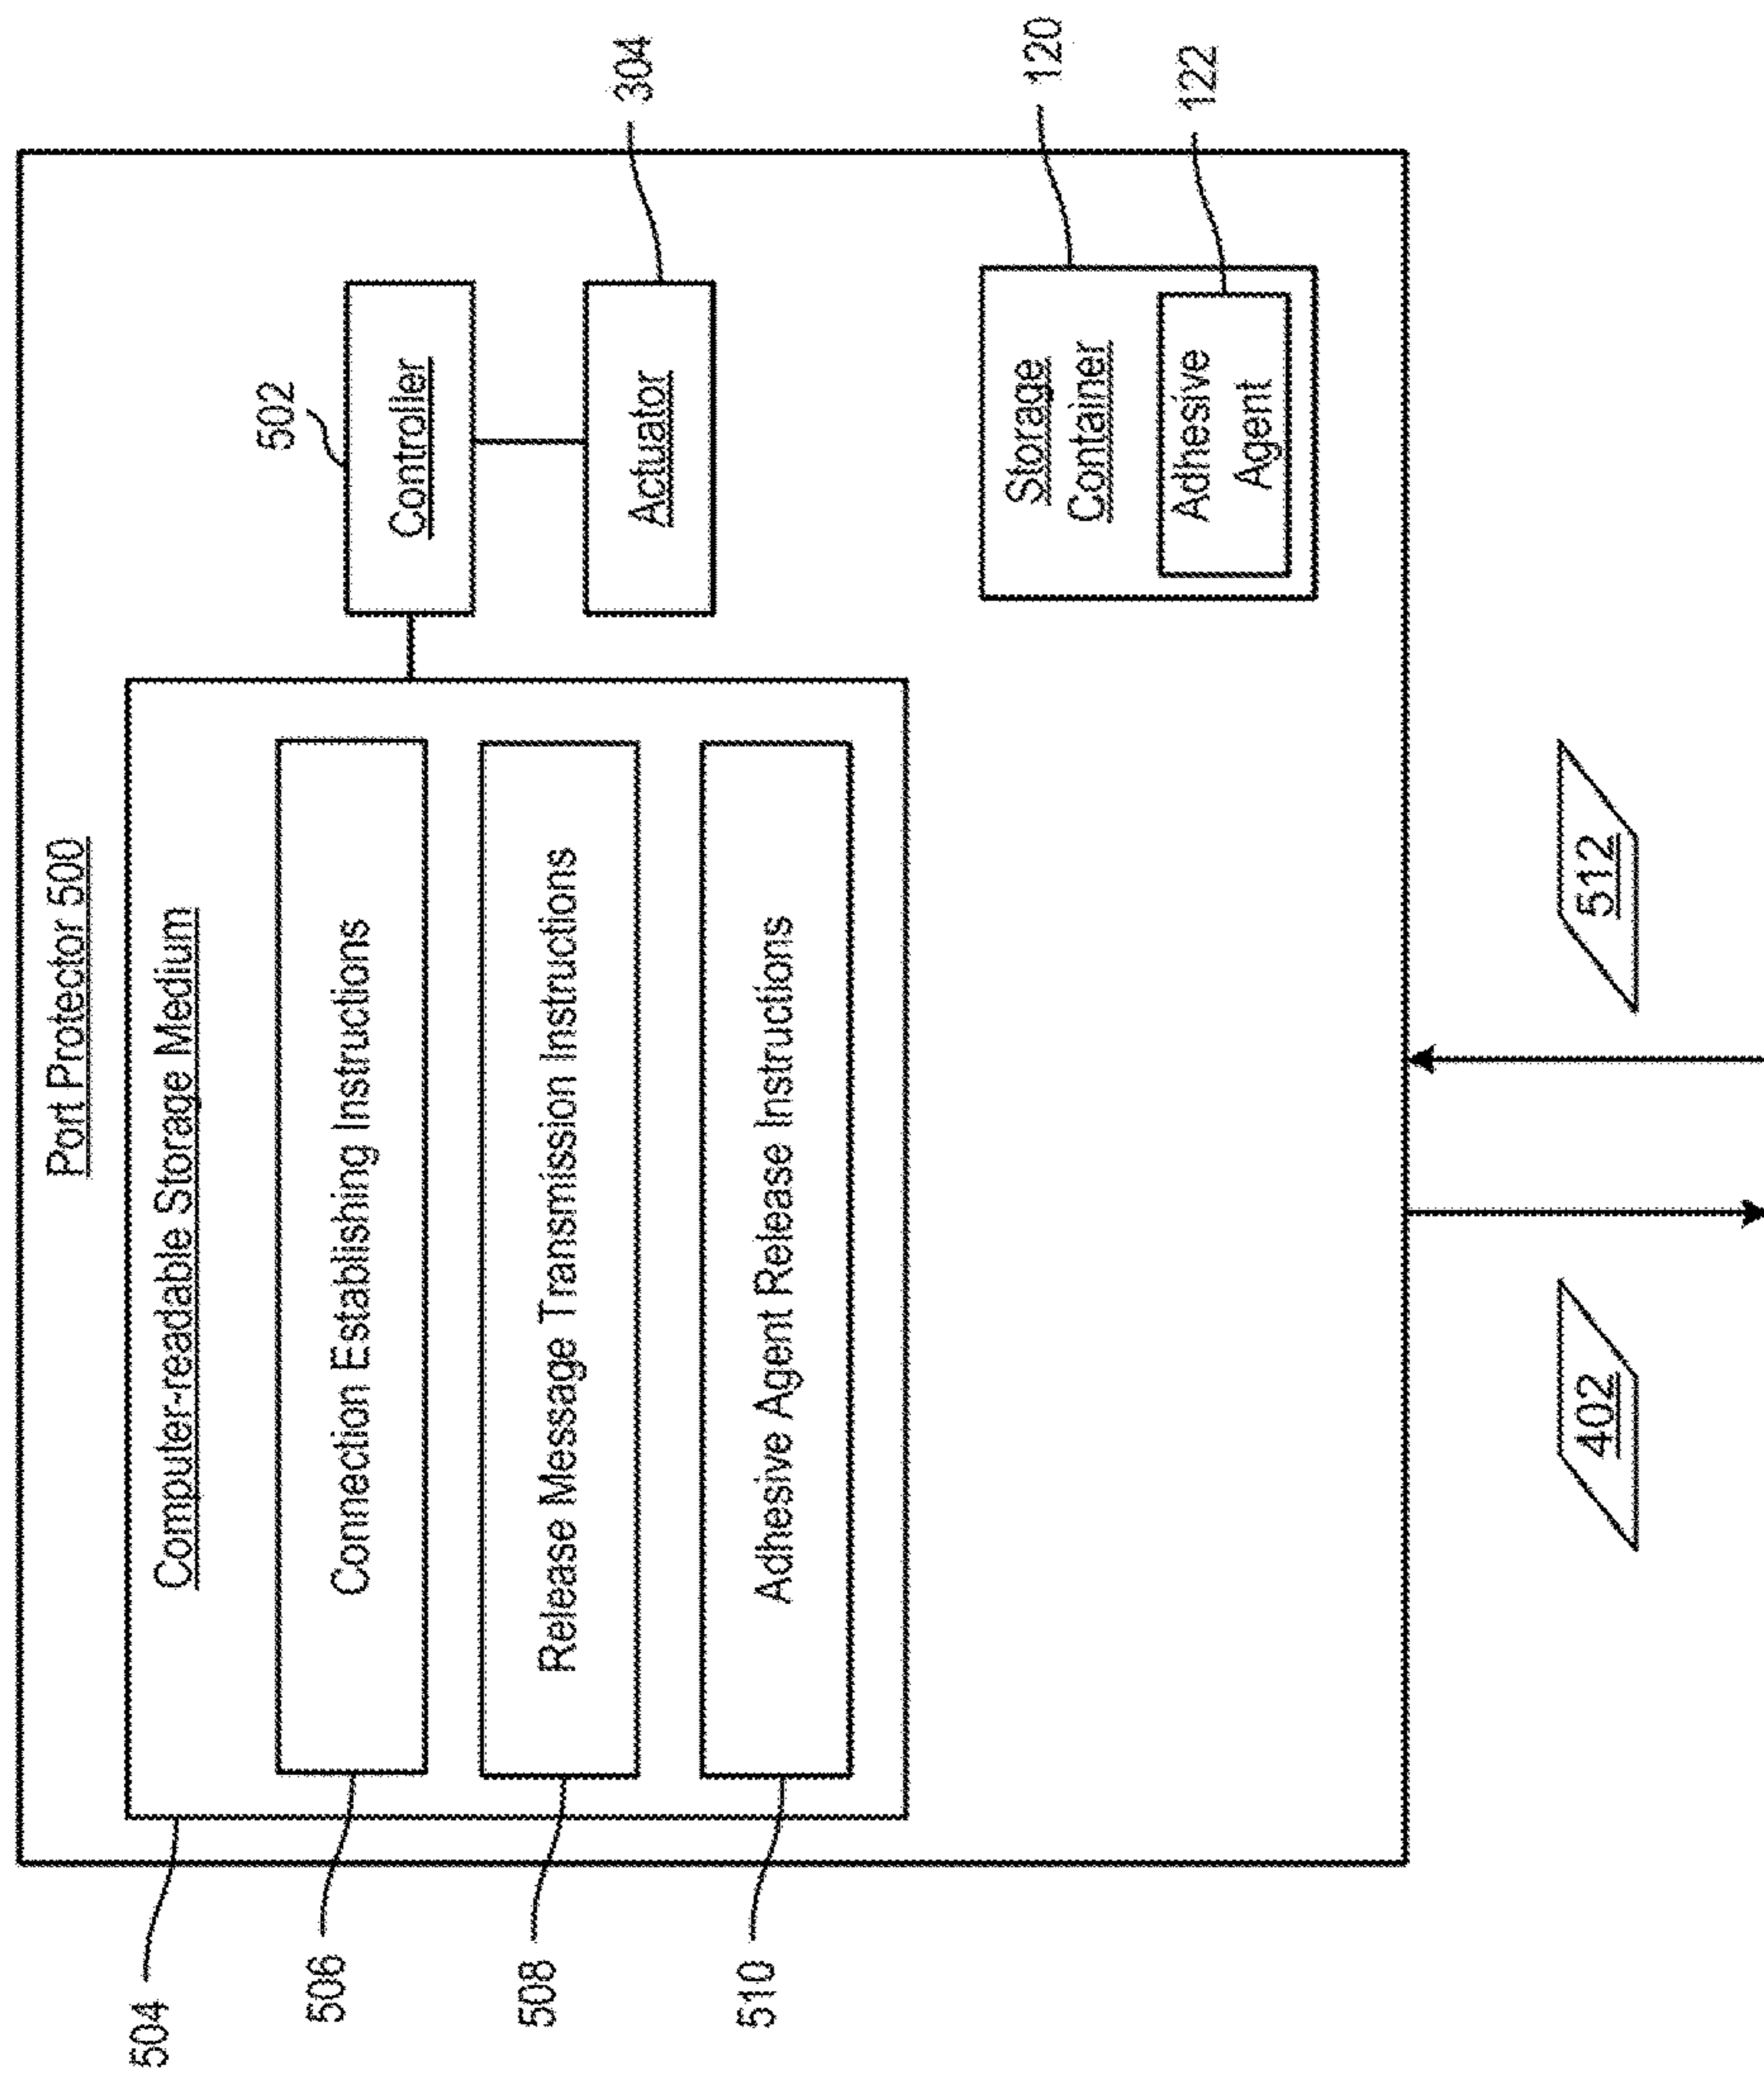 Port Protector 500
504
Computer-readable Storage Medium
506
Connection Establishing Instructions
508
Release Message Transmission Instructions
510
Adhesive Agent Release Instructions
502
Controller
Actuator
304
Storage
Container
120
Adhesive
Agent
122
402
512